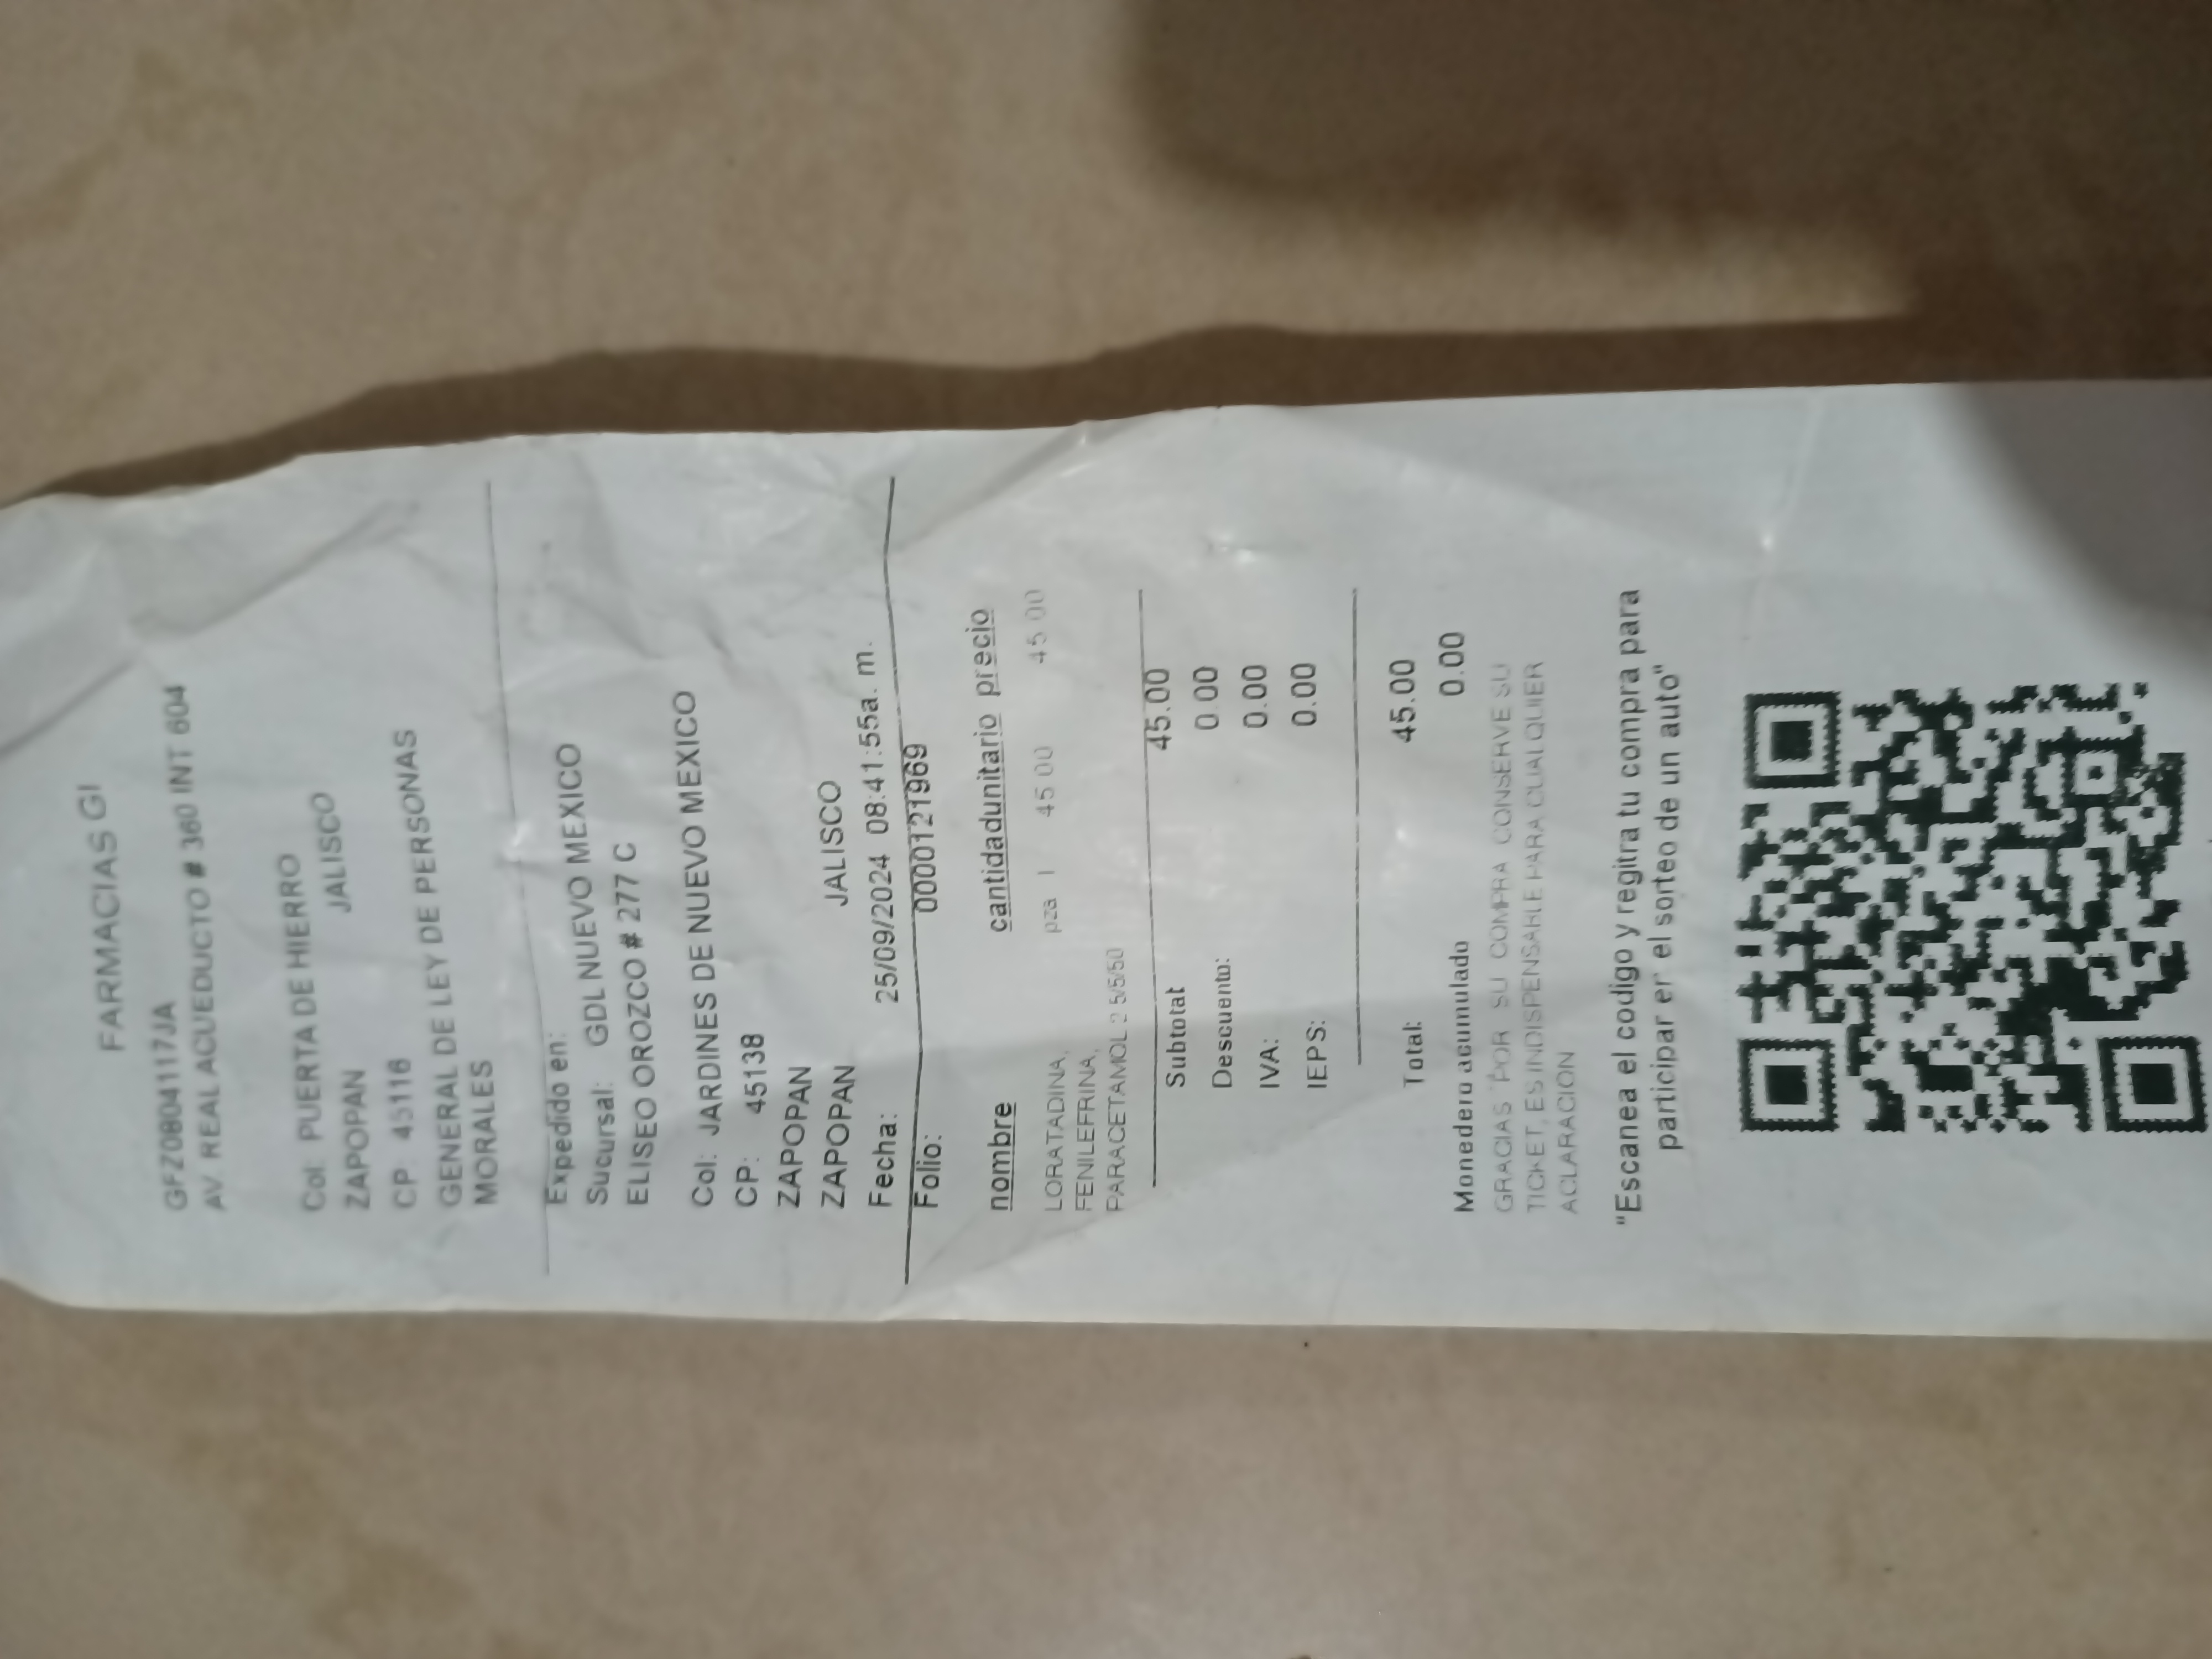 FARMACIAS GI
GFZ0804117JA
AV. REAL ACUEDUCTO # 360 INT 604
Col: PUERTA DE HIERRO
ZAPOPAN JALISCO
CP: 45116
GENERAL DE LEY DE PERSONAS
MORALES
Expedido en:
Sucursal: GDL NUEVO MEXICO
ELISEO OROZCO # 277 C
Col: JARDINES DE NUEVO MEXICO
CP: 45138
ZAPOPAN
ZAPOPAN JALISCO
Fecha: 25/09/2024 08:41:55a. m.
Folio: 0000121969
nombre cantidadunitario precio
LORATADINA, pza 1 45.00 45.00
FENILEFRINA,
PARACETAMOL 2 5/5/50
Subtotat 45.00
Descuento: 0.00
IVA: 0.00
IEPS: 0.00
Total: 45.00
Monedero acumulado 0.00
GRACIAS POR SU COMPRA CONSERVE SU
TICKET, ES INDISPENSABLE PARA CUALQUIER
ACLARACION
"Escanea el codigo y regitra tu compra para
participar en el sorteo de un auto"